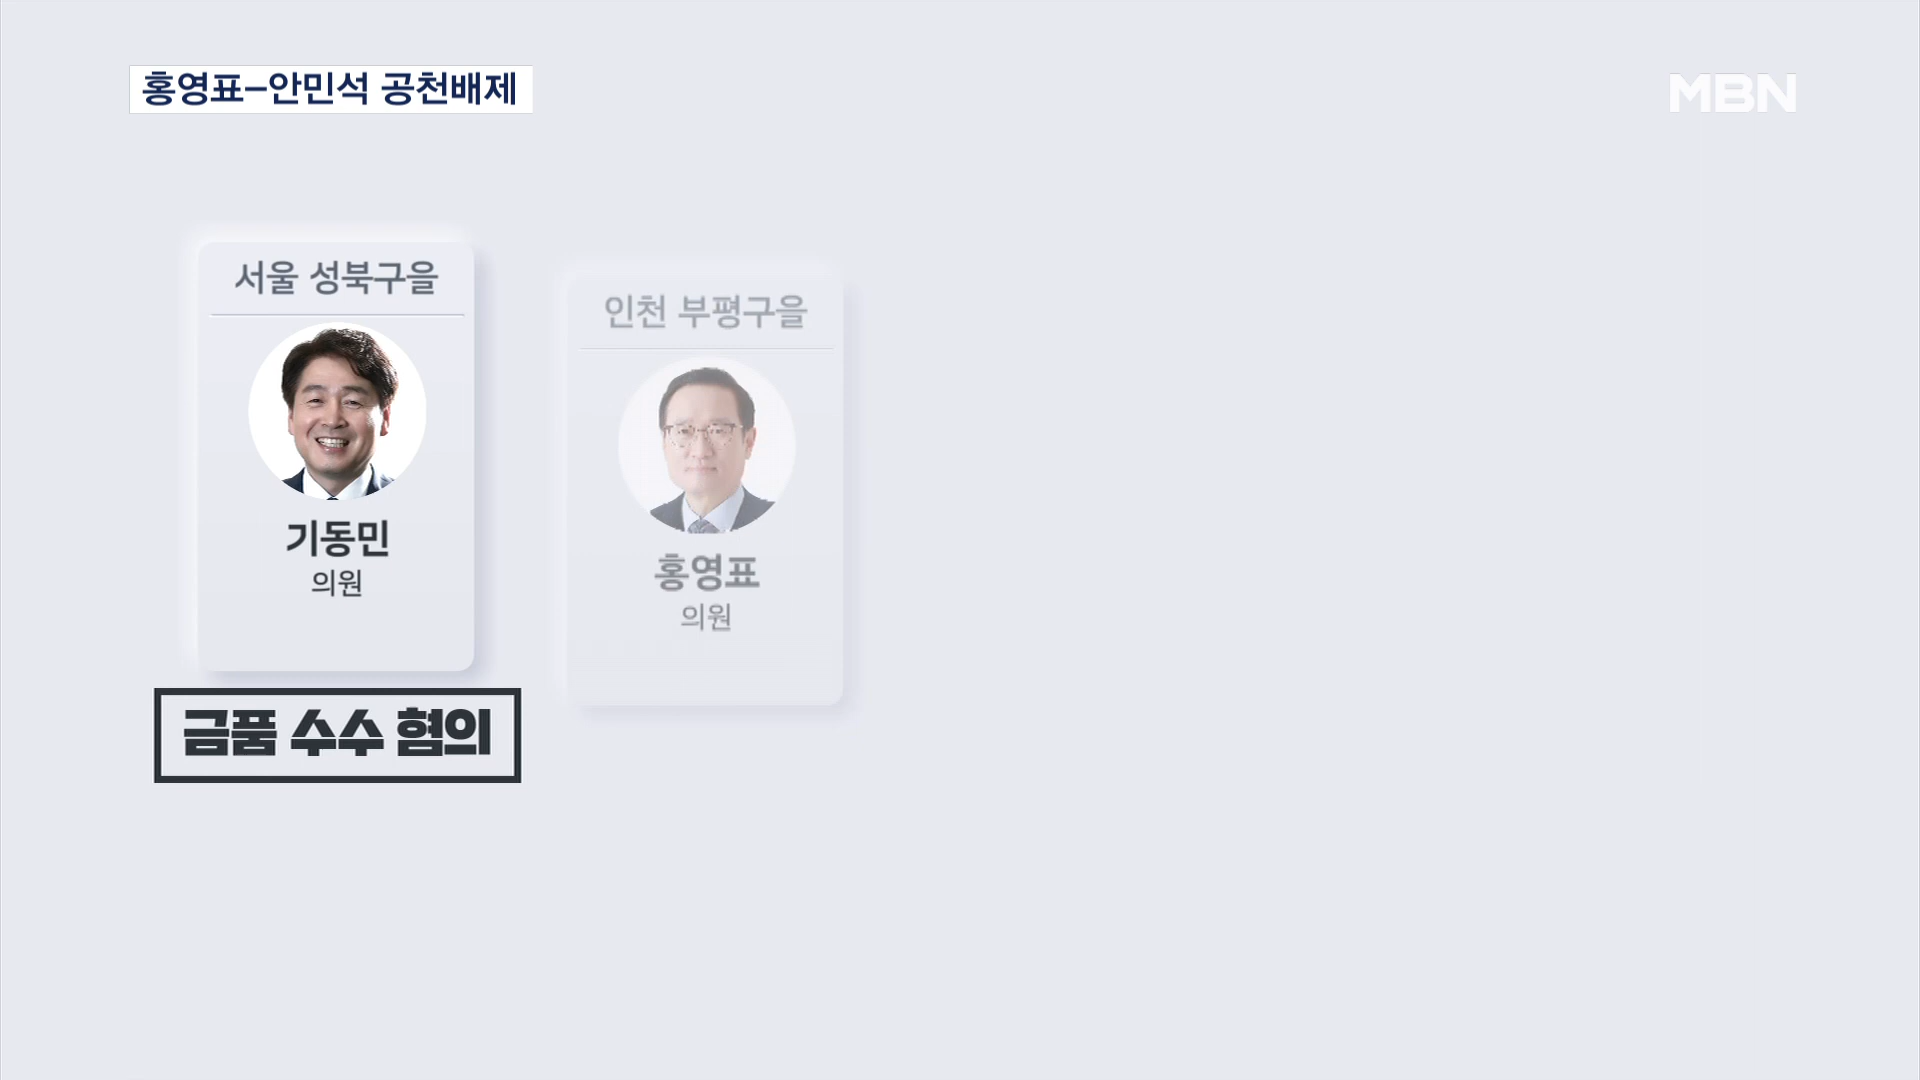 홍영표–안민석 공천배제
MBN
서울 성북구을
기동민
의원
금품 수수 혐의
인천 부평구을
홍영표
의원